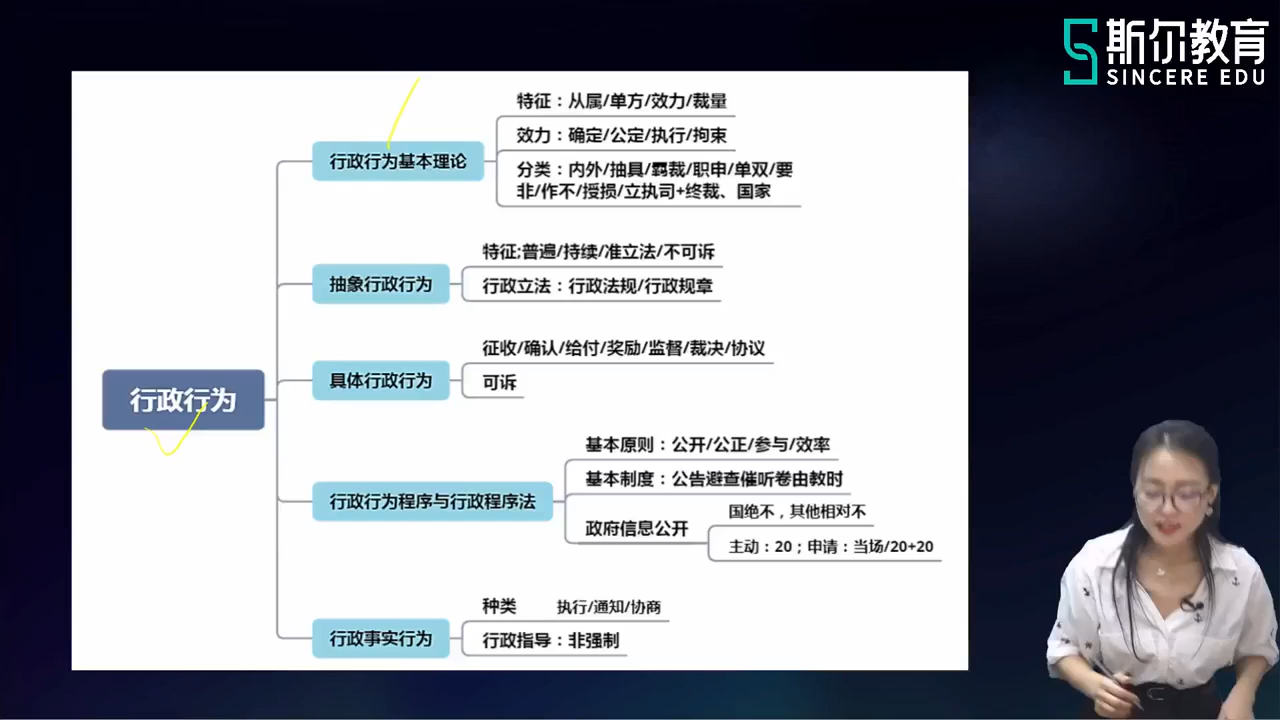 斯尔教育
SINCERE EDU
特征：从属/单方/效力/裁量
行政行为基本理论
效力：确定/公定/执行/拘束
分类：内外/抽具/羁裁/职申/单双/要
非/作不/授损/立执司+终裁、国家
特征;普遍/持续/准立法/不可诉
抽象行政行为
行政立法：行政法规/行政规章
征收/确认/给付/奖励/监督/裁决/协议
具体行政行为
可诉
行政行为
基本原则：公开/公正/参与/效率
基本制度：公告避查催听卷由教时
行政行为程序与行政程序法
政府信息公开
国绝不，其他相对不
主动：20；申请：当场/20+20
种类 执行/通知/协商
行政事实行为
行政指导：非强制